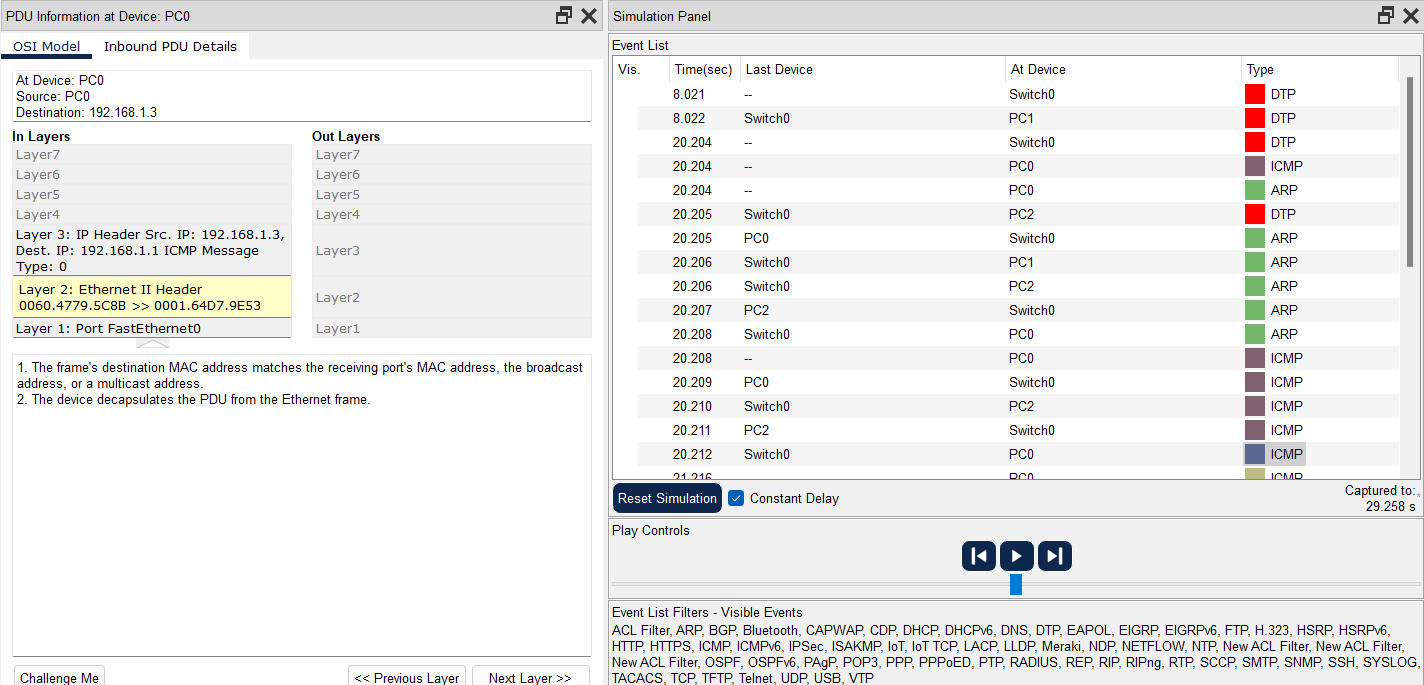 PDU Information at Device: PC0
OSI Model Inbound PDU Details
At Device: PC0
Source: PC0
Destination: 192.168.1.3
In Layers Out Layers
Layer7 Layer7
Layer6 Layer6
Layer5 Layer5
Layer4 Layer4
Layer 3: IP Header Src. IP: 192.168.1.3,
Dest. IP: 192.168.1.1 ICMP Message
Type: 0
Layer3
Layer 2: Ethernet II Header
0060.4779.5C8B >> 0001.64D7.9E53
Layer2
Layer 1: Port FastEthernet0 Layer1
1. The frame's destination MAC address matches the receiving port's MAC address, the broadcast
address, or a multicast address.
2. The device decapsulates the PDU from the Ethernet frame.
Challenge Me << Previous Layer Next Layer >>
Simulation Panel
Event List
Vis. Time(sec) Last Device At Device Type
8.021 -- Switch0 DTP
8.022 Switch0 PC1 DTP
20.204 -- Switch0 DTP
20.204 -- PC0 ICMP
20.204 -- PC0 ARP
20.205 Switch0 PC2 DTP
20.205 PC0 Switch0 ARP
20.206 Switch0 PC1 ARP
20.206 Switch0 PC2 ARP
20.207 PC2 Switch0 ARP
20.208 Switch0 PC0 ARP
20.208 -- PC0 ICMP
20.209 PC0 Switch0 ICMP
20.210 Switch0 PC2 ICMP
20.211 PC2 Switch0 ICMP
20.212 Switch0 PC0 ICMP
21.216 PC0 ICMP
Reset Simulation Constant Delay
Captured to:
29.258 s
Play Controls
Event List Filters - Visible Events
ACL Filter, ARP, BGP, Bluetooth, CAPWAP, CDP, DHCP, DHCPv6, DNS, DTP, EAPOL, EIGRP, EIGRPv6, FTP, H.323, HSRP, HSRPv6,
HTTP, HTTPS, ICMP, ICMPv6, IPSec, ISAKMP, IoT, IoT TCP, LACP, LLDP, Meraki, NDP, NETFLOW, NTP, New ACL Filter, New ACL Filter,
New ACL Filter, OSPF, OSPFv6, PAgP, POP3, PPP, PPPoED, PTP, RADIUS, REP, RIP, RIPng, RTP, SCCP, SMTP, SNMP, SSH, SYSLOG,
TACACS, TCP, TFTP, Telnet, UDP, USB, VTP